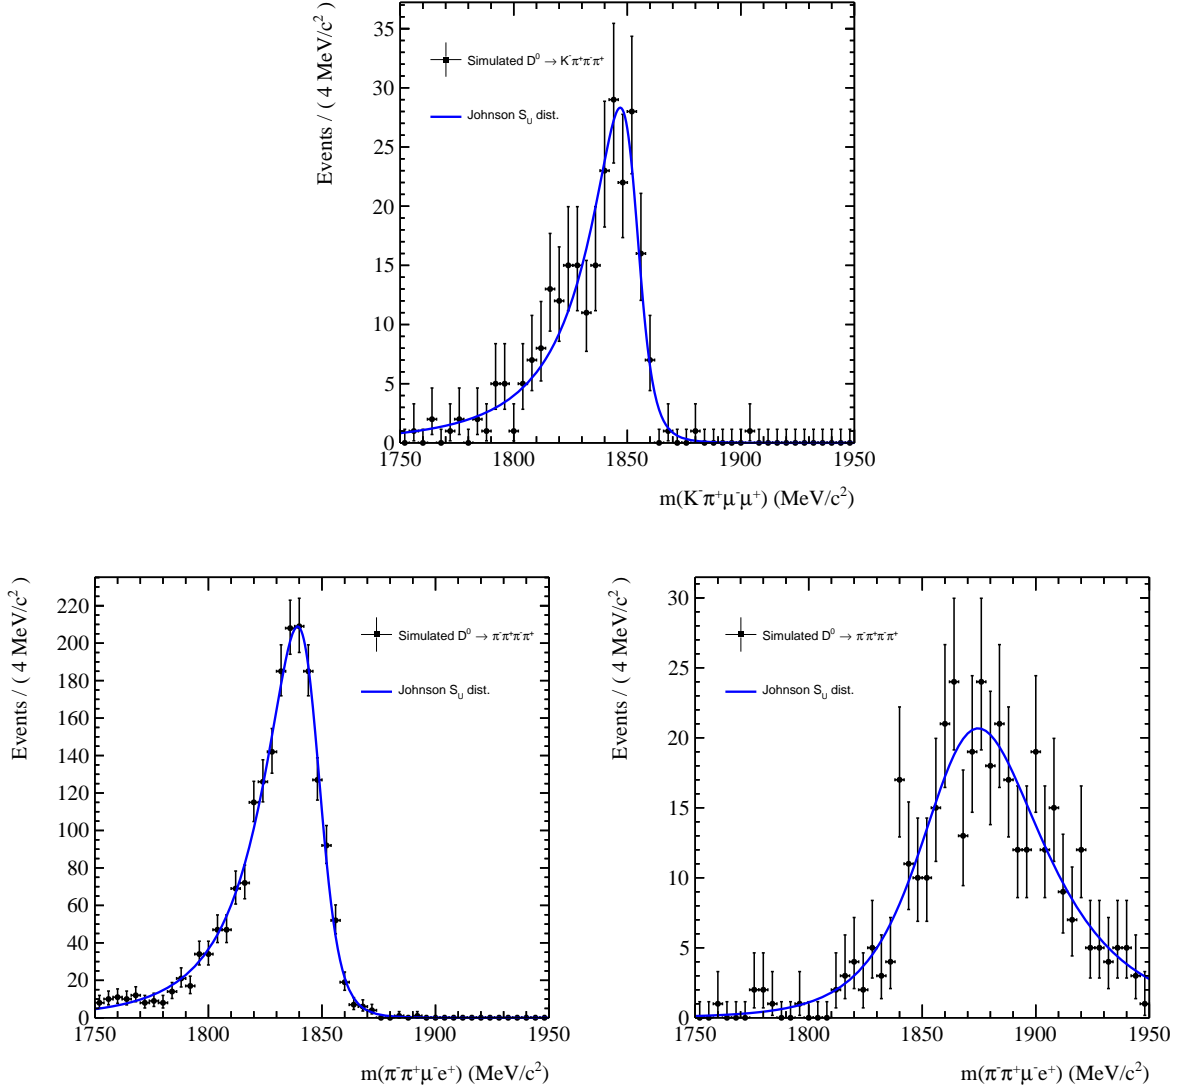 Events / ( 4 MeV/c²)
35
30
25
20
15
10
5
0
Simulated D⁰ → K⁻π⁺π⁻π⁺
Johnson S_U dist.
1750 1800 1850 1900 1950
m(K⁻π⁺μ⁻μ⁺) (MeV/c²)
Events / ( 4 MeV/c²)
220
200
180
160
140
120
100
80
60
40
20
0
Simulated D⁰ → π⁻π⁺π⁻π⁺
Johnson S_U dist.
1750 1800 1850 1900 1950
m(π⁻π⁺μ⁻e⁺) (MeV/c²)
Events / ( 4 MeV/c²)
30
25
20
15
10
5
0
Simulated D⁰ → π⁻π⁺π⁻π⁺
Johnson S_U dist.
1750 1800 1850 1900 1950
m(π⁻π⁺μ⁻e⁺) (MeV/c²)